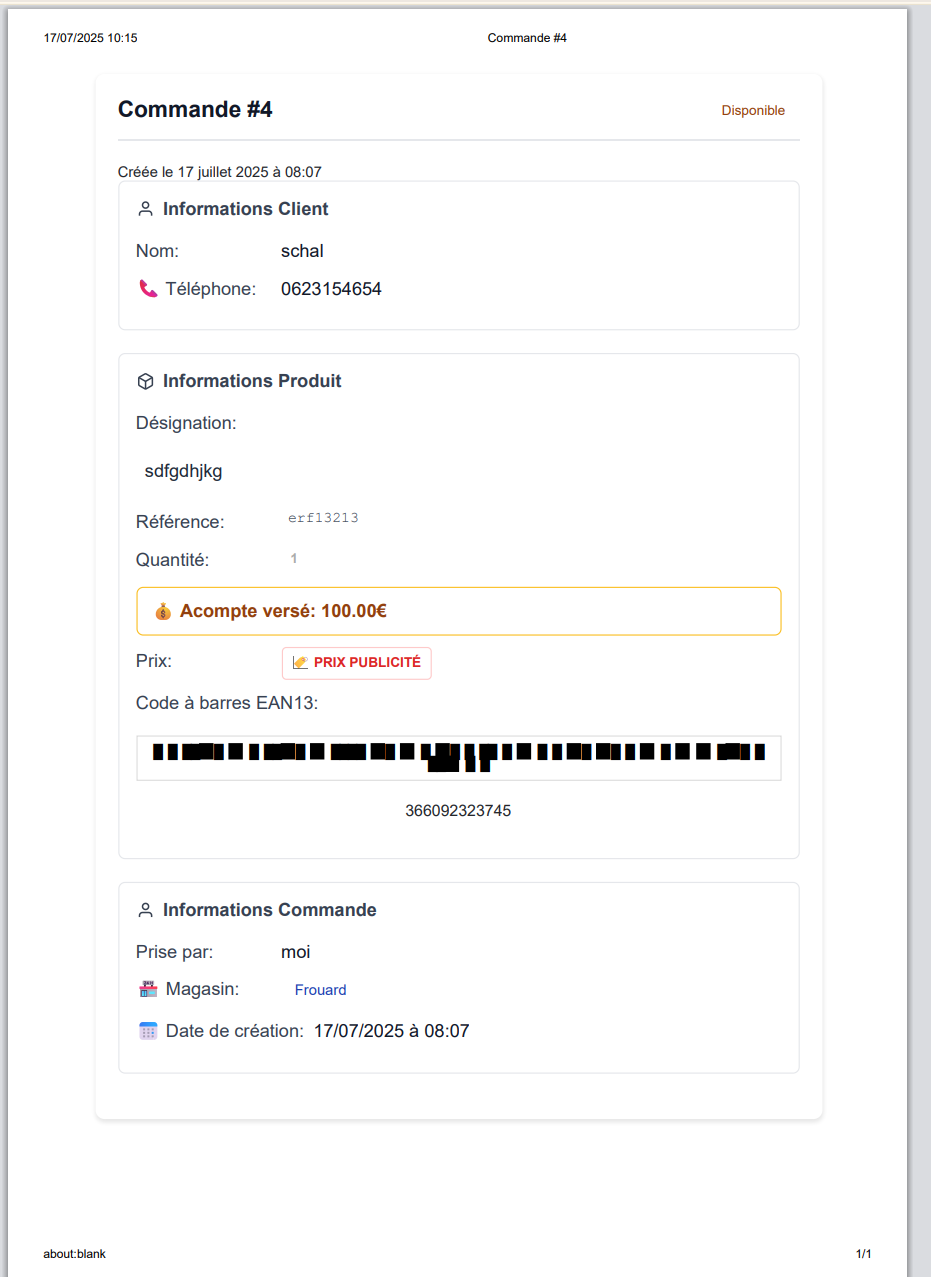 17/07/2025 10:15 Commande #4
Commande #4 Disponible
Créée le 17 juillet 2025 à 08:07
Informations Client
Nom: schal
Téléphone: 0623154654
Informations Produit
Désignation:
sdfgdhjkg
Référence: erf13213
Quantité: 1
Acompte versé: 100.00€
Prix: PRIX PUBLICITÉ
Code à barres EAN13:
366092323745
Informations Commande
Prise par: moi
Magasin: Frouard
Date de création: 17/07/2025 à 08:07
about:blank 1/1